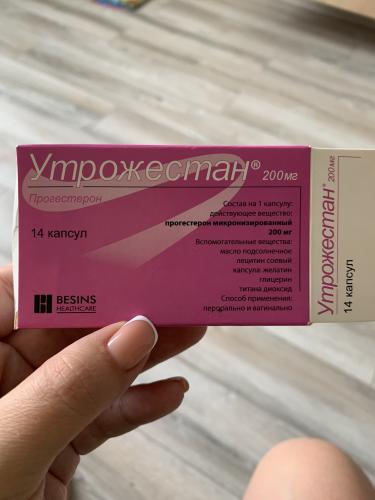 Утрожестан® 200мг
Прогестерон
14 капсул
Состав на 1 капсулу:
действующее вещество:
прогестерон микронизированный
200 мг
Вспомогательные вещества:
масло подсолнечное
лецитин соевый
капсула: желатин
глицерин
титана диоксид
Способ применения:
перорально и вагинально
BESINS
HEALTHCARE
Утрожестан® 200мг
14 капсул